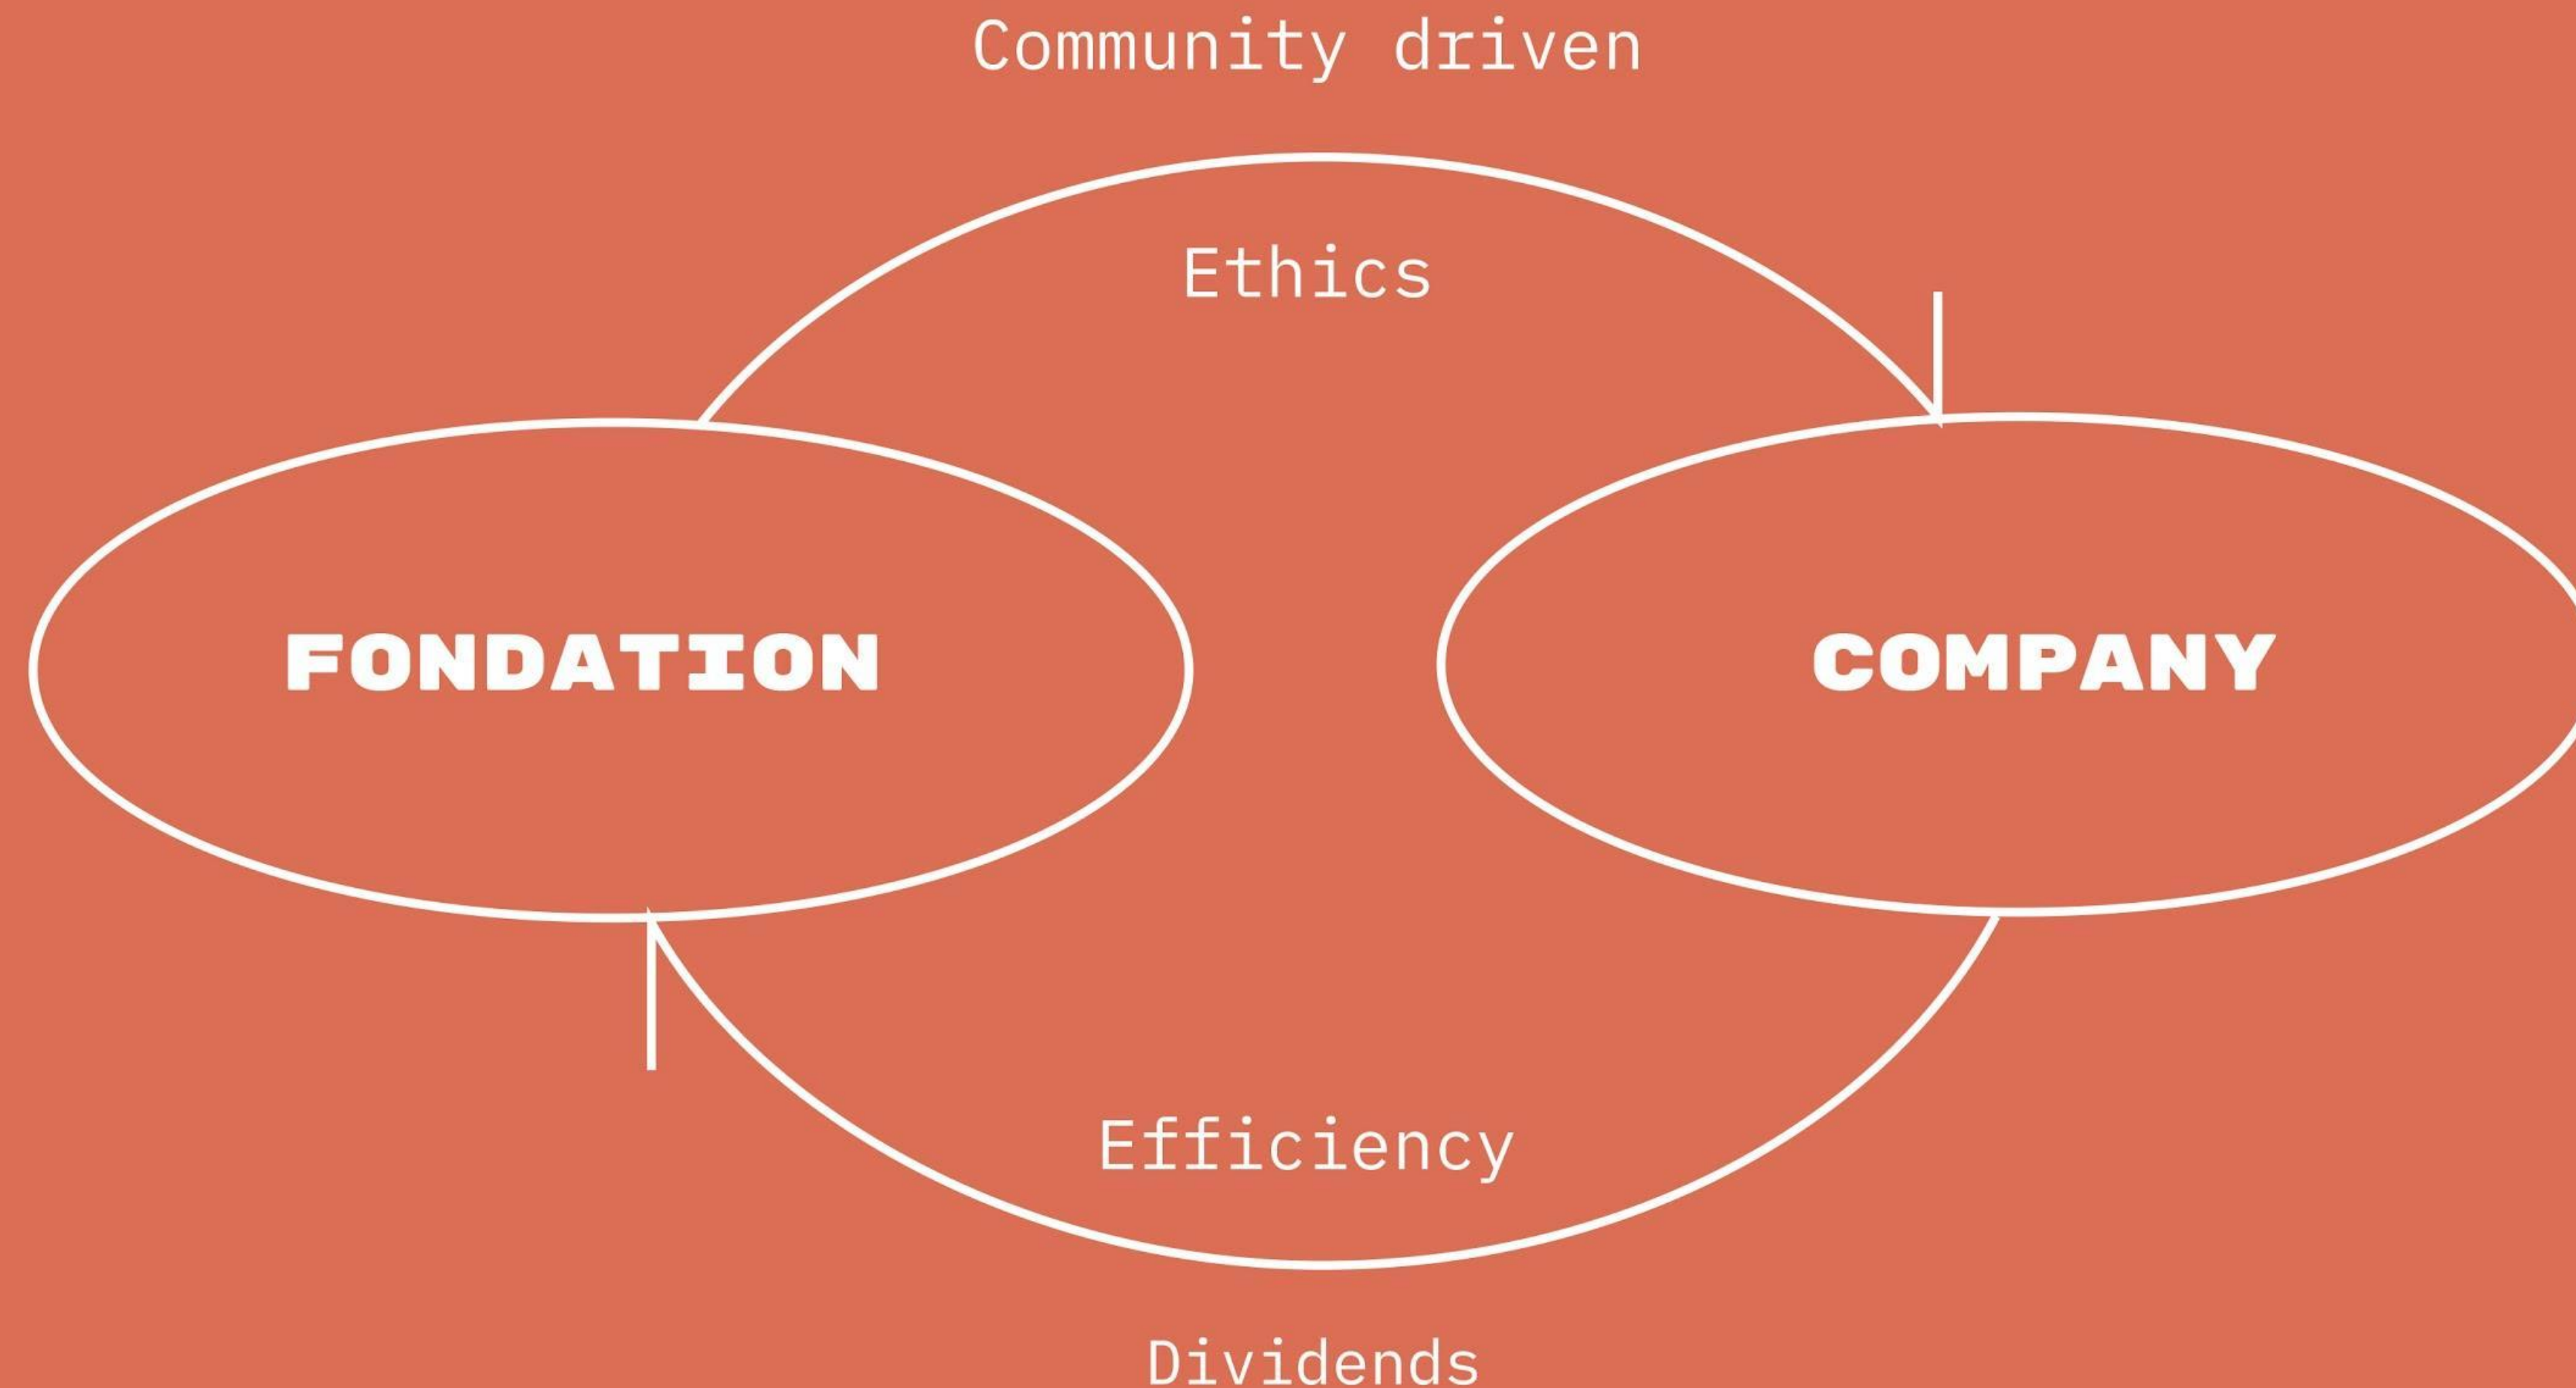 Community driven
Ethics
FONDATION
COMPANY
Efficiency
Dividends